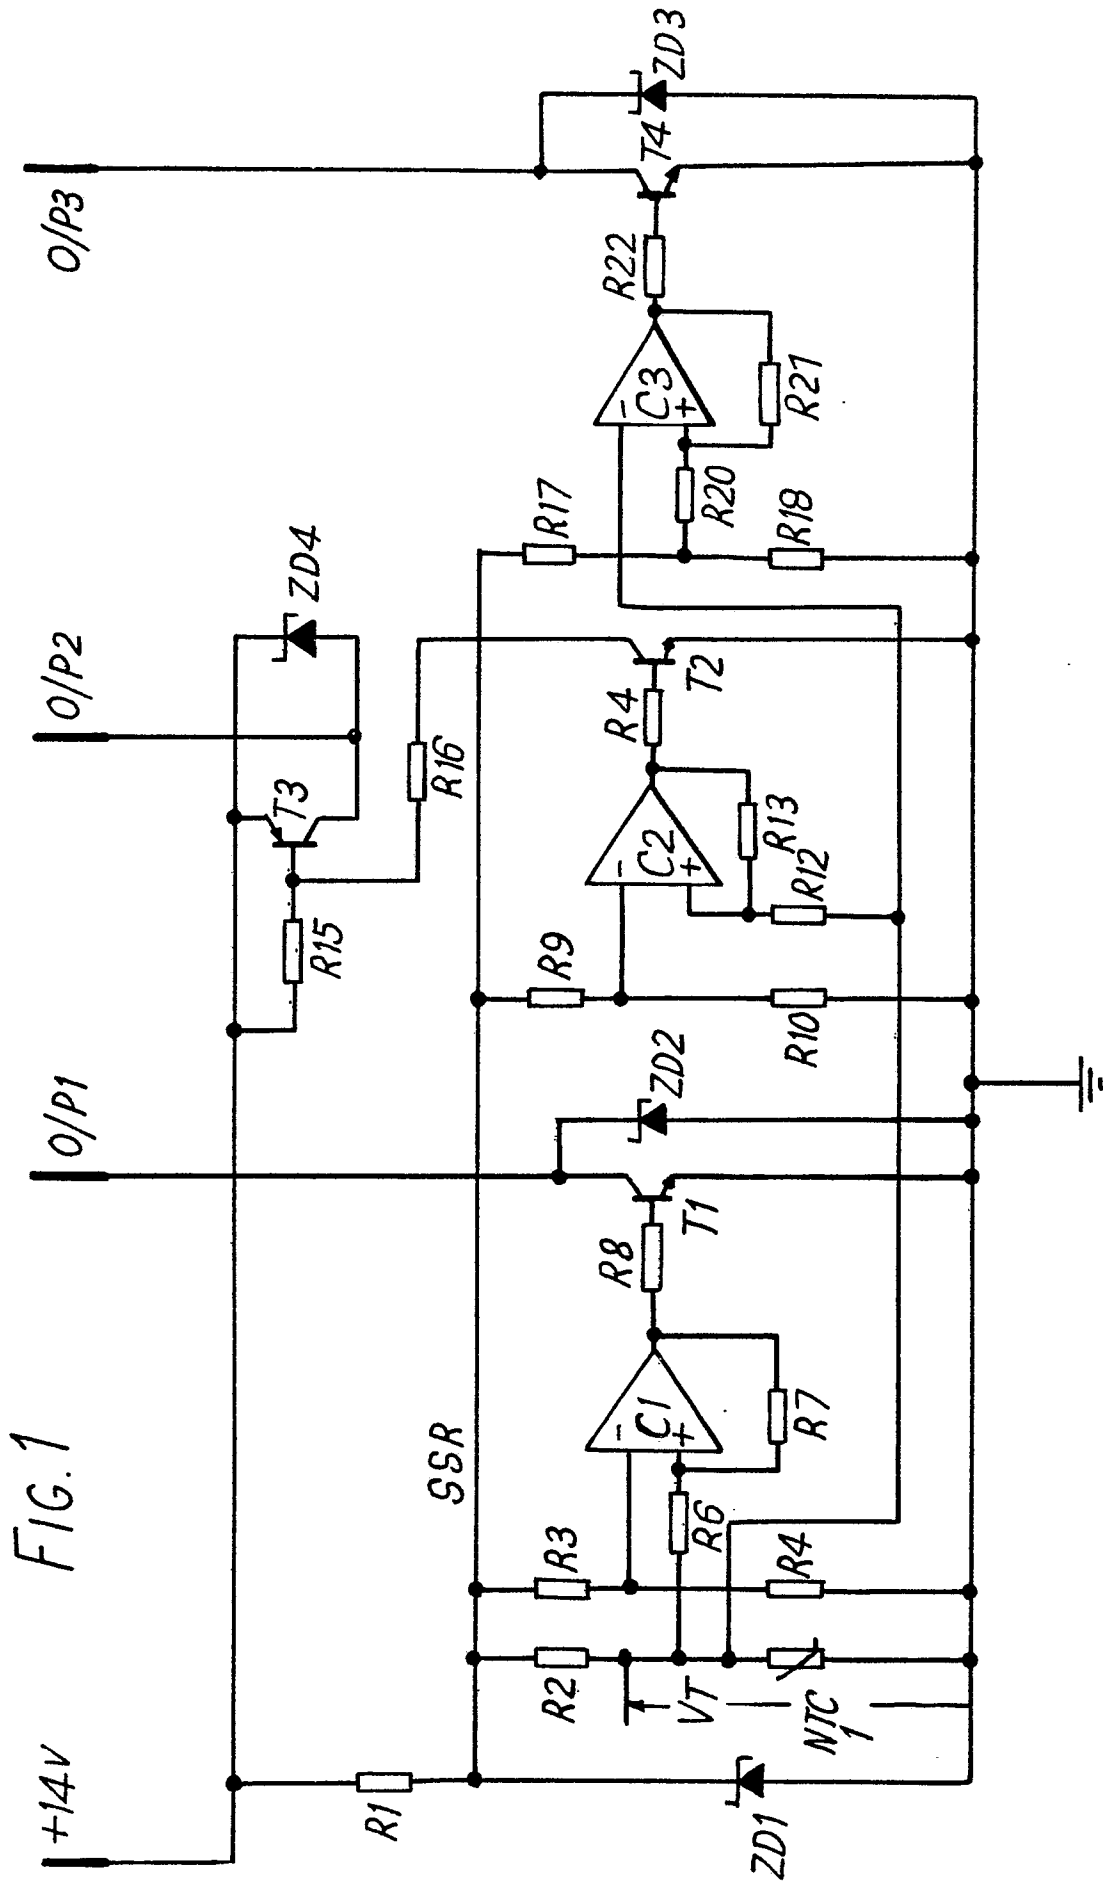 FIG. 1
+14V
O/P1
O/P2
O/P3
ZD4
T3
R15
R16
SSR
R1
R2
R3
R9
R17
VT
NTC
1
ZD1
R4
R6
R7
C1
-
+
R8
T1
ZD2
R10
C2
-
+
R12
R13
R4
T2
R18
R20
C3
-
+
R21
R22
T4
ZD3